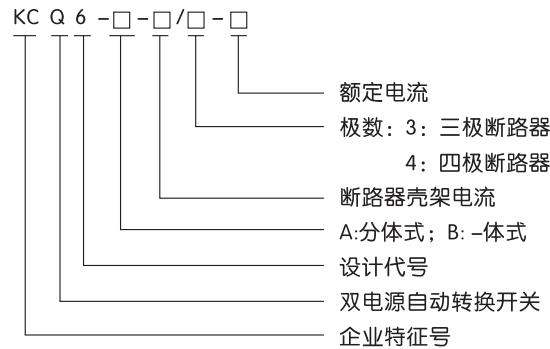 KC Q 6 -□-□/□-□
额定电流
极数：3：三极断路器
4：四极断路器
断路器壳架电流
A:分体式；B:-体式
设计代号
双电源自动转换开关
企业特征号